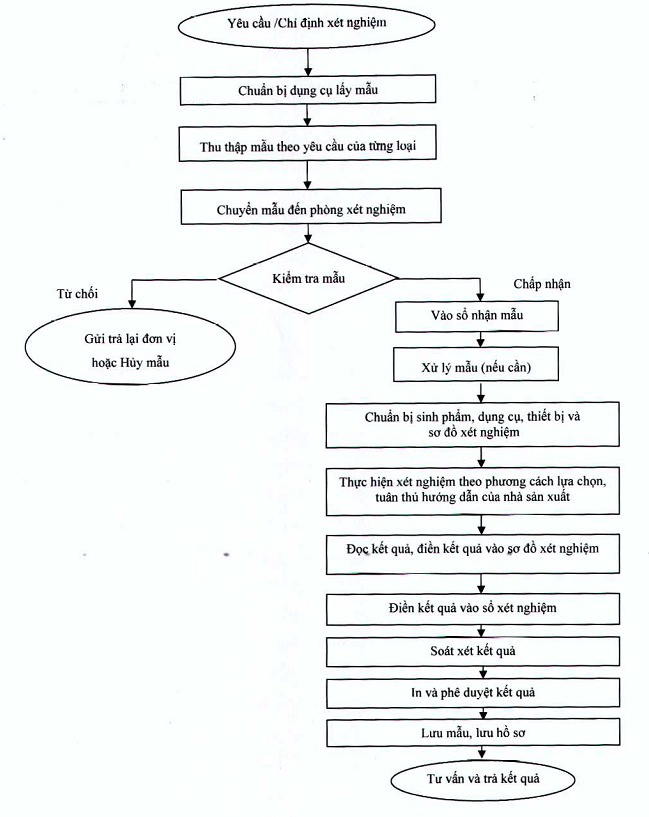 Yêu cầu /Chỉ định xét nghiệm
Chuẩn bị dụng cụ lấy mẫu
Thu thập mẫu theo yêu cầu của từng loại
Chuyển mẫu đến phòng xét nghiệm
Kiểm tra mẫu
Từ chối
Chấp nhận
Gửi trả lại đơn vị
hoặc Hủy mẫu
Vào sổ nhận mẫu
Xử lý mẫu (nếu cần)
Chuẩn bị sinh phẩm, dụng cụ, thiết bị và
sơ đồ xét nghiệm
Thực hiện xét nghiệm theo phương cách lựa chọn,
tuân thủ hướng dẫn của nhà sản xuất
Đọc kết quả, điền kết quả vào sơ đồ xét nghiệm
Điền kết quả vào sổ xét nghiệm
Soát xét kết quả
In và phê duyệt kết quả
Lưu mẫu, lưu hồ sơ
Tư vấn và trả kết quả